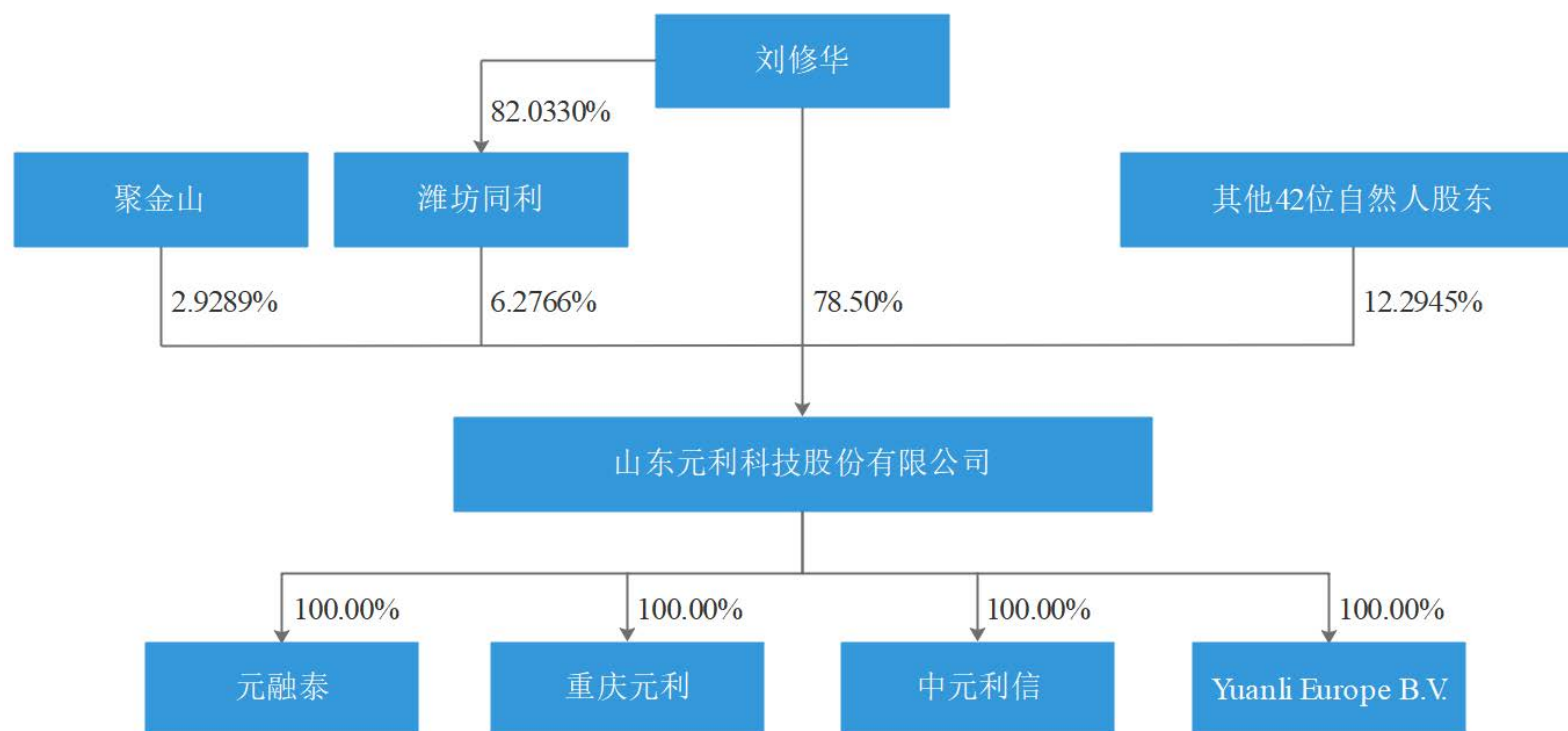 刘修华
82.0330%
聚金山
潍坊同利
其他42位自然人股东
2.9289%
6.2766%
78.50%
12.2945%
山东元利科技股份有限公司
100.00%
100.00%
100.00%
100.00%
元融泰
重庆元利
中元利信
Yuanli Europe B.V.